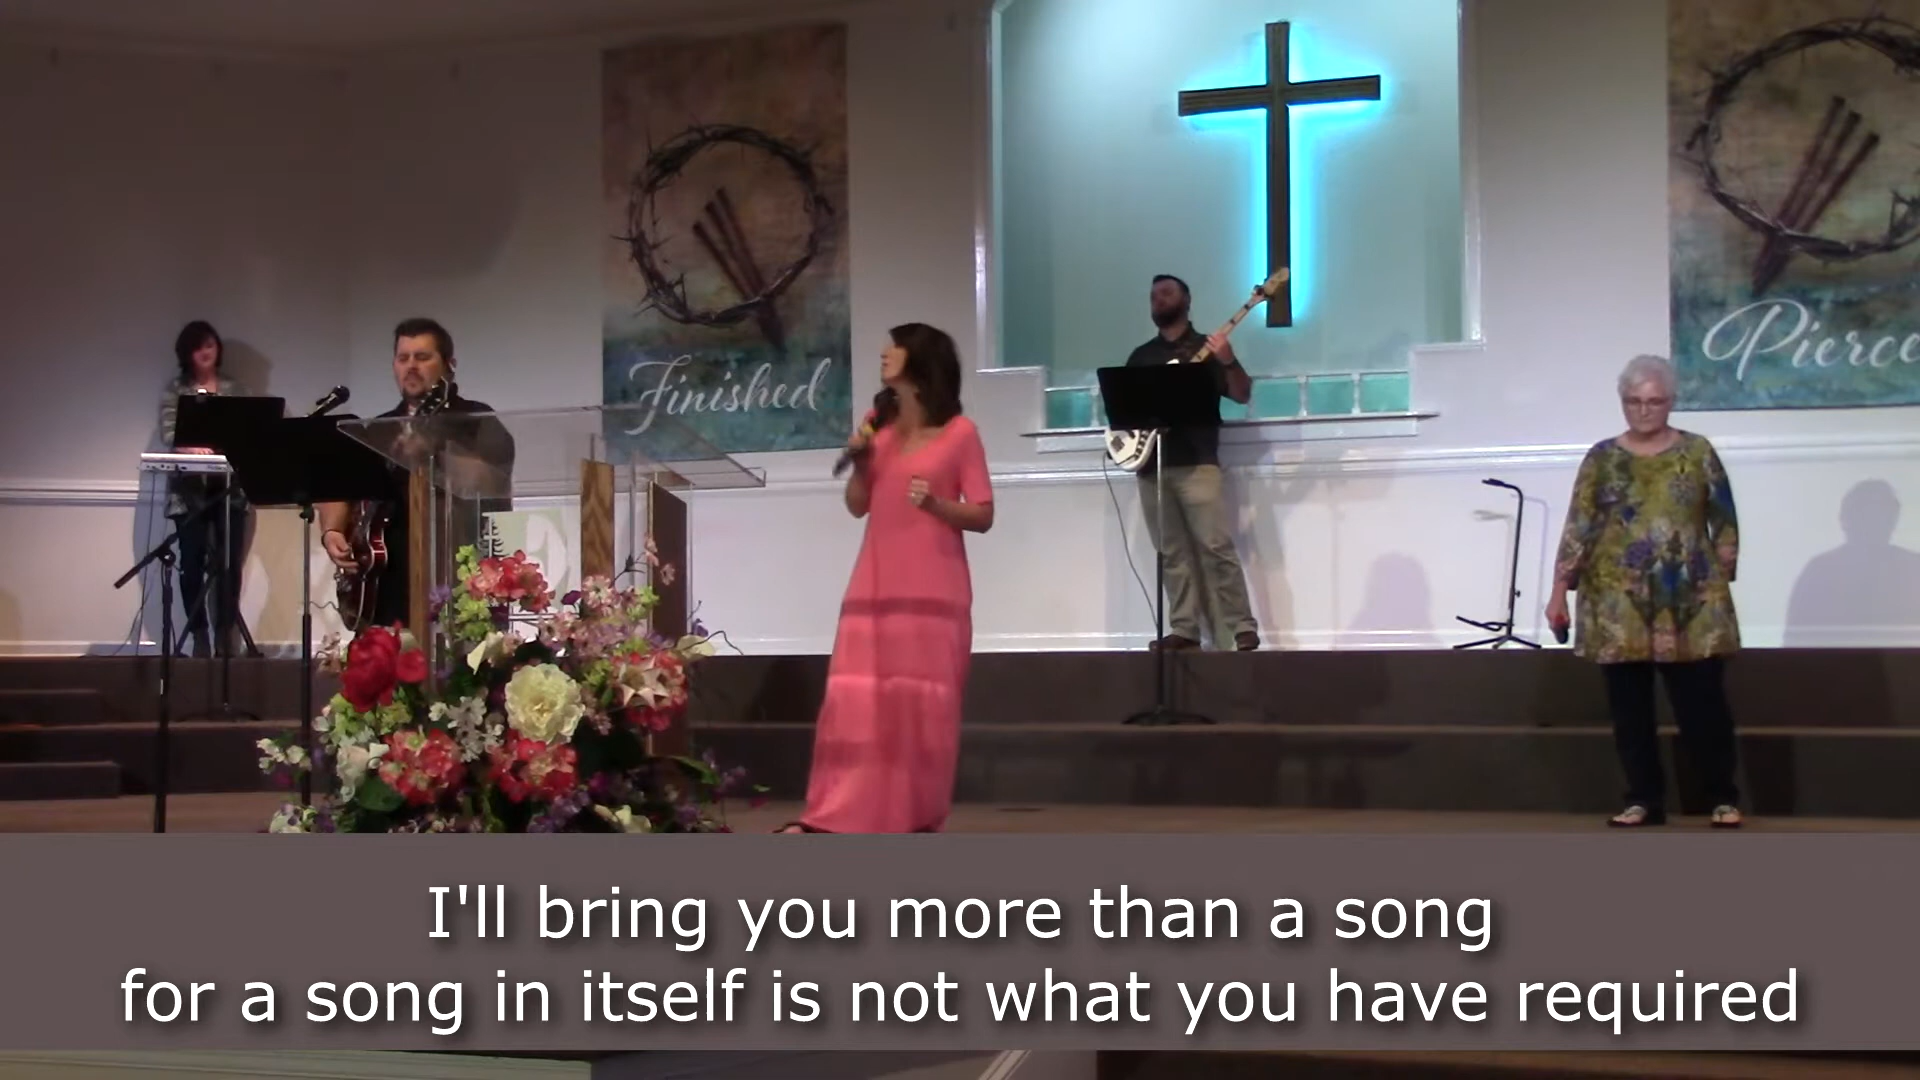 Finished
Pierce
I'll bring you more than a song
for a song in itself is not what you have required